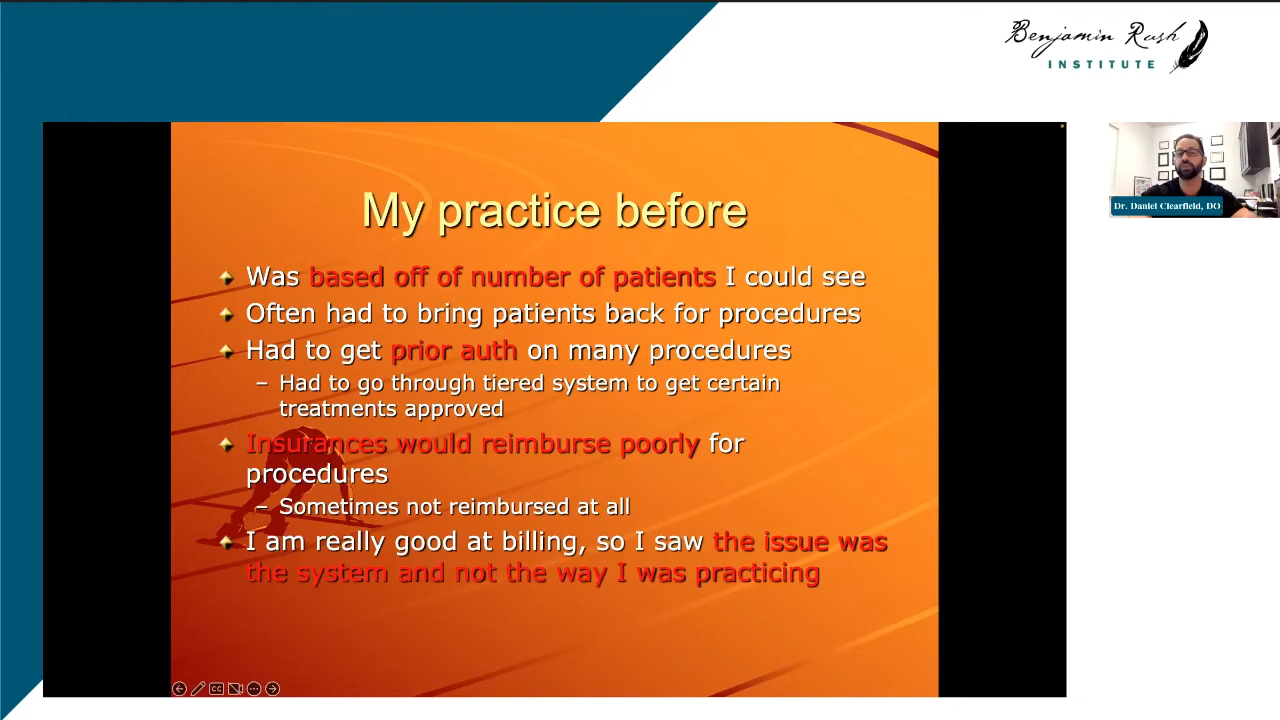 Benjamin Rush
INSTITUTE
My practice before
Was based off of number of patients I could see
Often had to bring patients back for procedures
Had to get prior auth on many procedures
– Had to go through tiered system to get certain
treatments approved
Insurances would reimburse poorly for
procedures
– Sometimes not reimbursed at all
I am really good at billing, so I saw the issue was
the system and not the way I was practicing
Dr. Daniel Clearfield, DO
CC